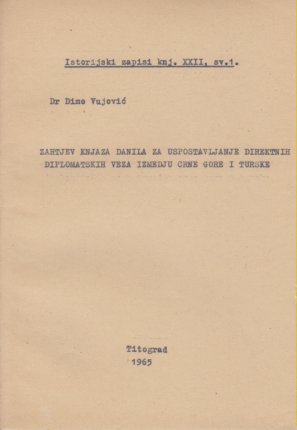 Istorijski zapisi knj. XXII, sv.1.
Dr Dimo Vujović
ZAHTJEV KNJAZA DANILA ZA USPOSTAVLJANJE DIREKTNIH
DIPLOMATSKIH VEZA IZMEDJU CRNE GORE I TURSKE
Titograd
1965